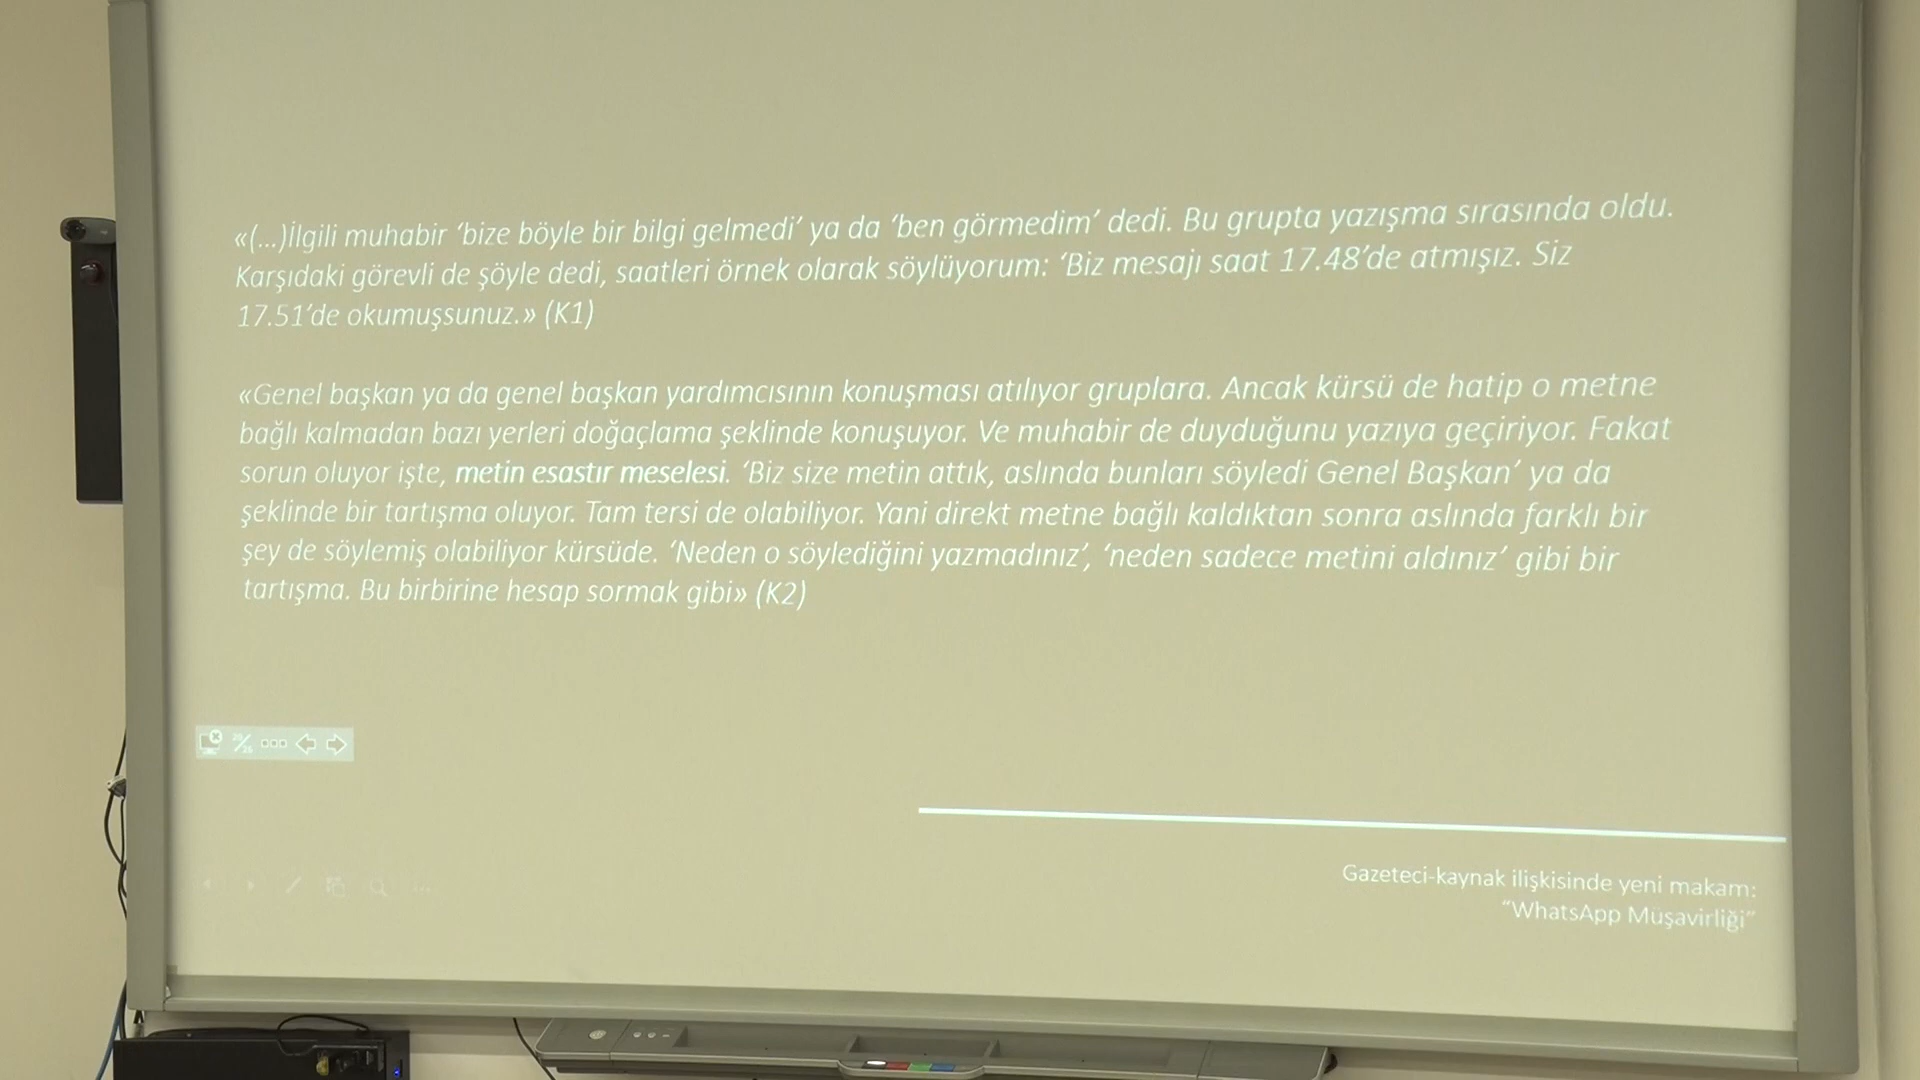 «(...)İlgili muhabir ‘bize böyle bir bilgi gelmedi’ ya da ‘ben görmedim’ dedi. Bu grupta yazışma sırasında oldu.
Karşıdaki görevli de şöyle dedi, saatleri örnek olarak söylüyorum: ‘Biz mesajı saat 17.48’de atmışız. Siz
17.51’de okumuşsunuz.» (K1)
«Genel başkan ya da genel başkan yardımcısının konuşması atılıyor gruplara. Ancak kürsü de hatip o metne
bağlı kalmadan bazı yerleri doğaçlama şeklinde konuşuyor. Ve muhabir de duyduğunu yazıya geçiriyor. Fakat
sorun oluyor işte, metin esastır meselesi. ‘Biz size metin attık, aslında bunları söyledi Genel Başkan’ ya da
şeklinde bir tartışma oluyor. Tam tersi de olabiliyor. Yani direkt metne bağlı kaldıktan sonra aslında farklı bir
şey de söylemiş olabiliyor kürsüde. ‘Neden o söylediğini yazmadınız’, ‘neden sadece metini aldınız’ gibi bir
tartışma. Bu birbirine hesap sormak gibi» (K2)
Gazeteci-kaynak ilişkisinde yeni makam:
“WhatsApp Müşavirliği”